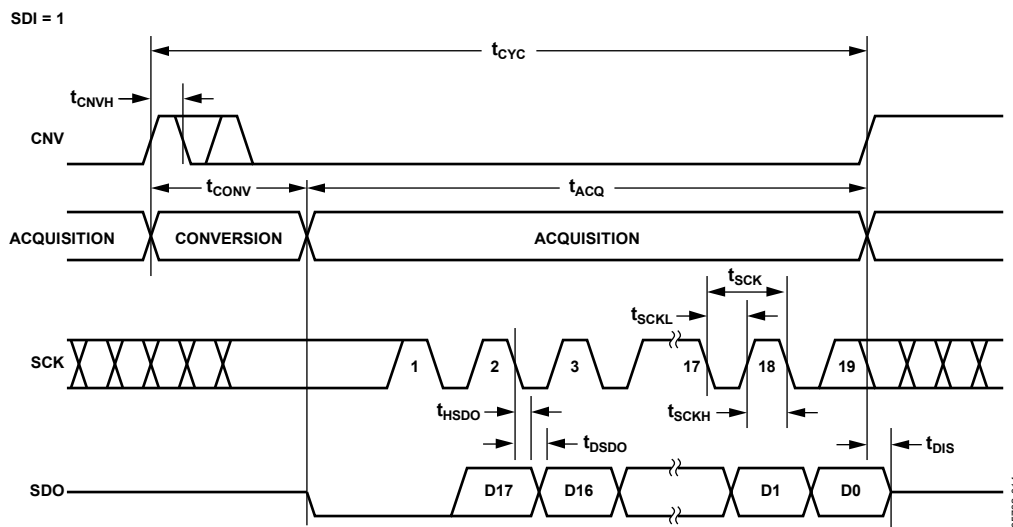 SDI = 1
tCYC
tCNVH
CNV
tCONV
tACQ
ACQUISITION
CONVERSION
ACQUISITION
tSCK
tSCKL
SCK
1
2
3
17
18
19
tHSDO
tSCKH
tDSDO
tDIS
SDO
D17
D16
D1
D0